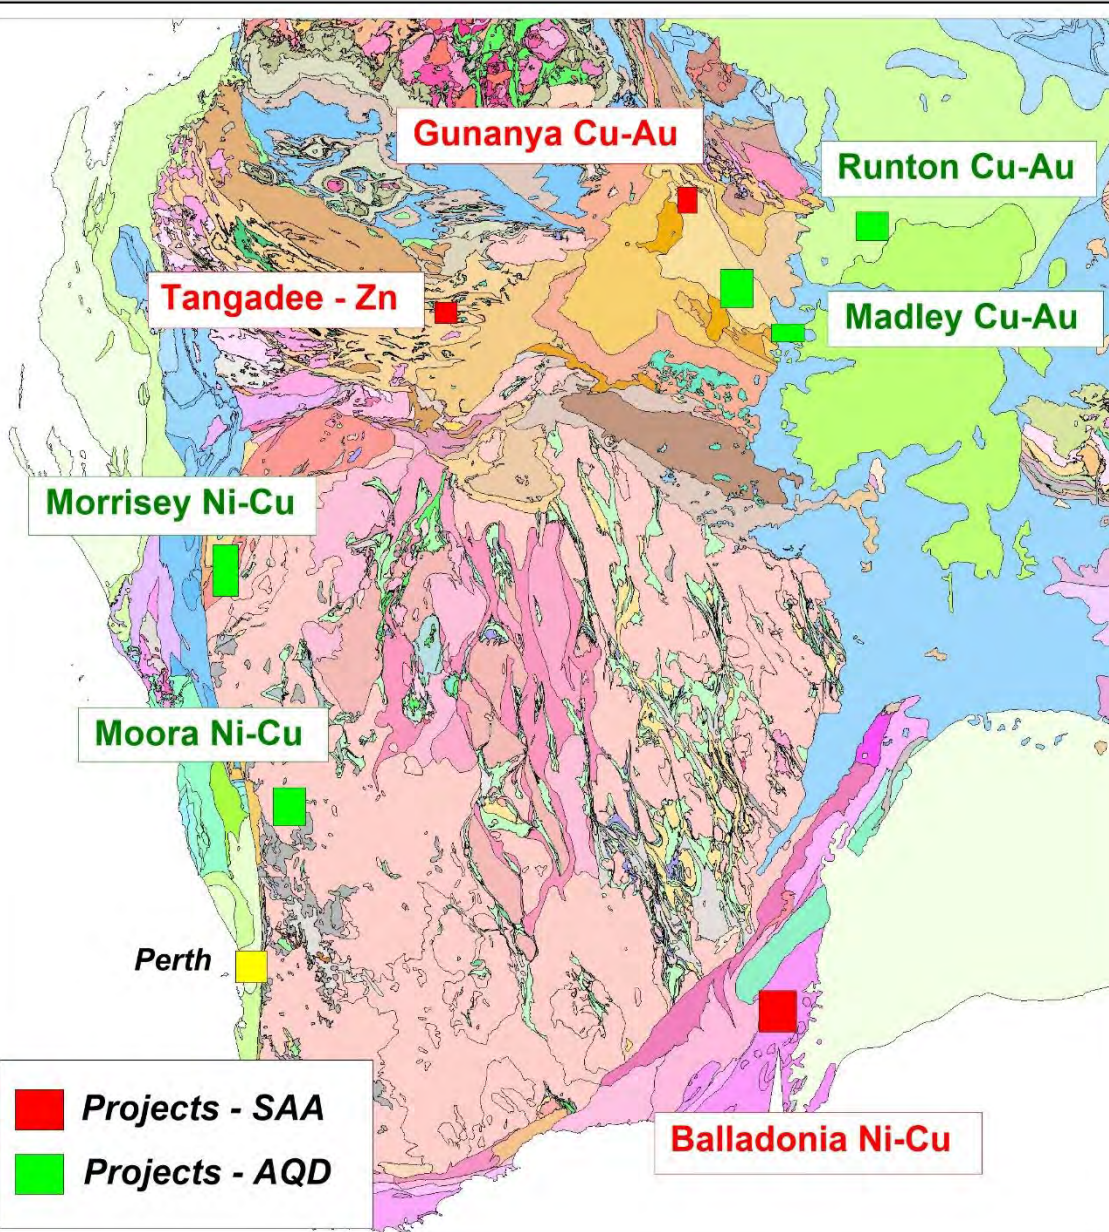 Gunanya Cu-Au
Runton Cu-Au
Tangadee - Zn
Madley Cu-Au
Morrisey Ni-Cu
Moora Ni-Cu
Perth
Projects - SAA
Projects - AQD
Balladonia Ni-Cu